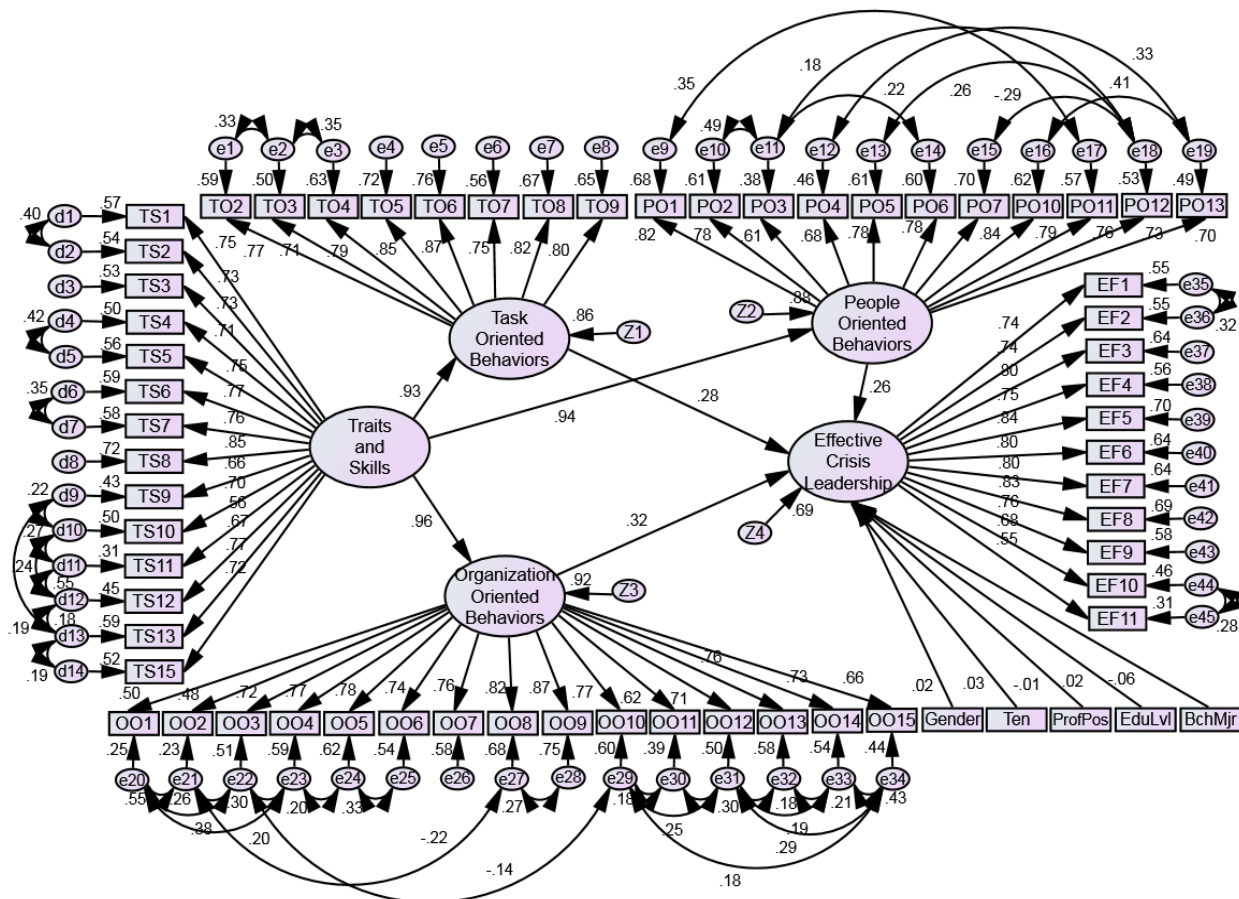 .33
.35
e1
e2
e3
e4
e5
e6
e7
e8
.59
.50
.63
.72
.76
.56
.67
.65
TO2
TO3
TO4
TO5
TO6
TO7
TO8
TO9
.77
.71
.79
.85
.87
.75
.82
.80
.35
.49
.18
.22
.26
-.29
.41
.33
e9
e10
e11
e12
e13
e14
e15
e16
e17
e18
e19
.68
.61
.38
.46
.61
.60
.70
.62
.57
.53
.49
PO1
PO2
PO3
PO4
PO5
PO6
PO7
PO10
PO11
PO12
PO13
.82
.78
.61
.68
.78
.78
.84
.79
.76
.73
.70
.40
.42
.35
.22
.27
.24
.55
.18
.19
.19
d1
d2
d3
d4
d5
d6
d7
d8
d9
d10
d11
d12
d13
d14
.57
.54
.53
.50
.56
.59
.58
.72
.43
.50
.31
.45
.59
.52
TS1
TS2
TS3
TS4
TS5
TS6
TS7
TS8
TS9
TS10
TS11
TS12
TS13
TS15
.75
.73
.73
.71
.75
.77
.76
.85
.66
.70
.56
.67
.77
.72
Task
Oriented
Behaviors
.86
Z1
Z2
.88
People
Oriented
Behaviors
Traits
and
Skills
.93
.94
.96
.28
.26
.32
Effective
Crisis
Leadership
.69
Z4
Organization
Oriented
Behaviors
.92
Z3
.74
.74
.80
.75
.84
.80
.80
.83
.76
.68
.55
EF1
EF2
EF3
EF4
EF5
EF6
EF7
EF8
EF9
EF10
EF11
.55
.55
.64
.56
.70
.64
.64
.69
.58
.46
.31
e35
e36
e37
e38
e39
e40
e41
e42
e43
e44
e45
.32
.28
.50
.48
.72
.77
.78
.74
.76
.82
.87
.77
.62
.71
.76
.73
.66
OO1
OO2
OO3
OO4
OO5
OO6
OO7
OO8
OO9
OO10
OO11
OO12
OO13
OO14
OO15
.25
.23
.51
.59
.62
.54
.58
.68
.75
.60
.39
.50
.58
.54
.44
e20
e21
e22
e23
e24
e25
e26
e27
e28
e29
e30
e31
e32
e33
e34
.55
.26
.30
.20
.33
.27
.18
.30
.18
.21
.43
.38
.20
-.22
.25
.19
.29
-.14
.18
.02
.03
-.01
.02
-.06
Gender
Ten
ProfPos
EduLvl
BchMjr